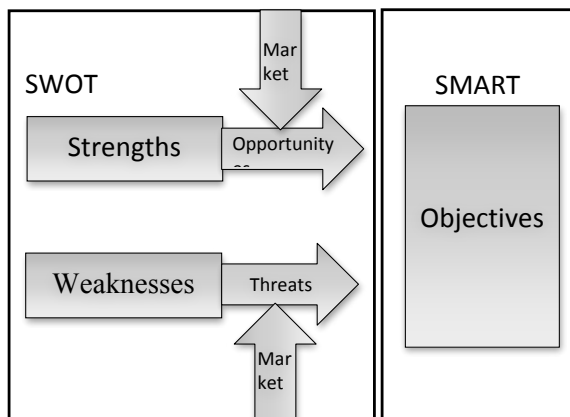 Mar
ket
SWOT
SMART
Strengths
Opportunity
Objectives
Weaknesses
Threats
Mar
ket